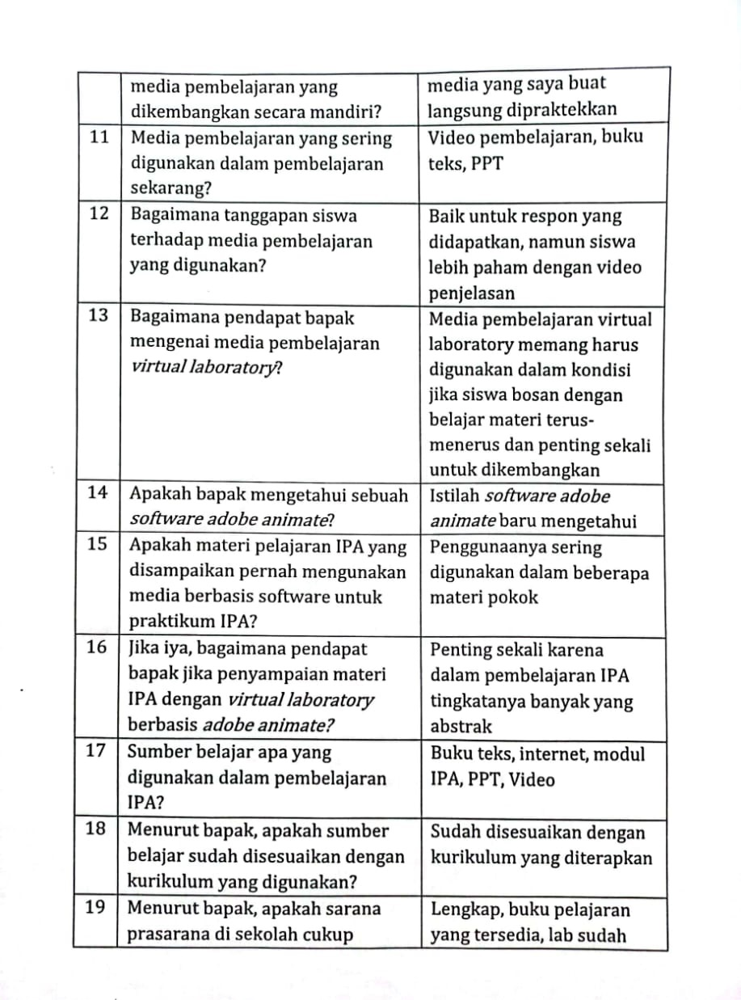 media pembelajaran yang
dikembangkan secara mandiri?
media yang saya buat
langsung dipraktekkan
11
Media pembelajaran yang sering
digunakan dalam pembelajaran
sekarang?
Video pembelajaran, buku
teks, PPT
12
Bagaimana tanggapan siswa
terhadap media pembelajaran
yang digunakan?
Baik untuk respon yang
didapatkan, namun siswa
lebih paham dengan video
penjelasan
13
Bagaimana pendapat bapak
mengenai media pembelajaran
virtual laboratory?
Media pembelajaran virtual
laboratory memang harus
digunakan dalam kondisi
jika siswa bosan dengan
belajar materi terus-
menerus dan penting sekali
untuk dikembangkan
14
Apakah bapak mengetahui sebuah
software adobe animate?
Istilah software adobe
animate baru mengetahui
15
Apakah materi pelajaran IPA yang
disampaikan pernah mengunakan
media berbasis software untuk
praktikum IPA?
Penggunaanya sering
digunakan dalam beberapa
materi pokok
16
Jika iya, bagaimana pendapat
bapak jika penyampaian materi
IPA dengan virtual laboratory
berbasis adobe animate?
Penting sekali karena
dalam pembelajaran IPA
tingkatanya banyak yang
abstrak
17
Sumber belajar apa yang
digunakan dalam pembelajaran
IPA?
Buku teks, internet, modul
IPA, PPT, Video
18
Menurut bapak, apakah sumber
belajar sudah disesuaikan dengan
kurikulum yang digunakan?
Sudah disesuaikan dengan
kurikulum yang diterapkan
19
Menurut bapak, apakah sarana
prasarana di sekolah cukup
Lengkap, buku pelajaran
yang tersedia, lab sudah